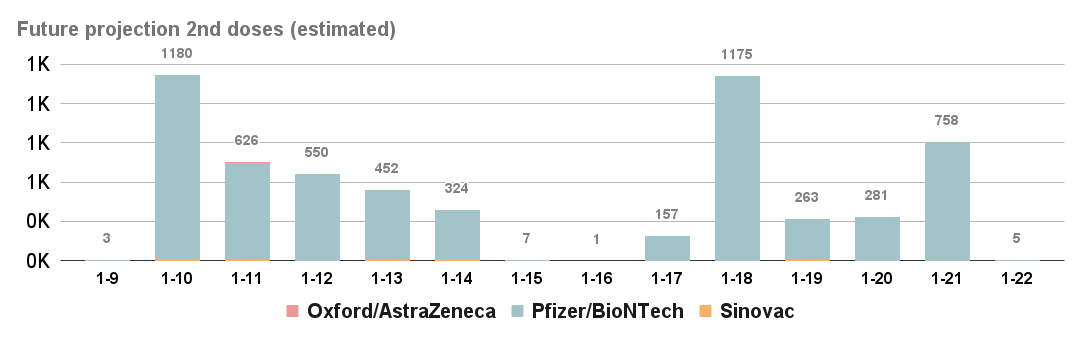 Future projection 2nd doses (estimated)
1K
1K
1K
1K
0K
0K
3
1180
626
550
452
324
7
1
157
1175
263
281
758
5
1-9 1-10 1-11 1-12 1-13 1-14 1-15 1-16 1-17 1-18 1-19 1-20 1-21 1-22
Oxford/AstraZeneca Pfizer/BioNTech Sinovac